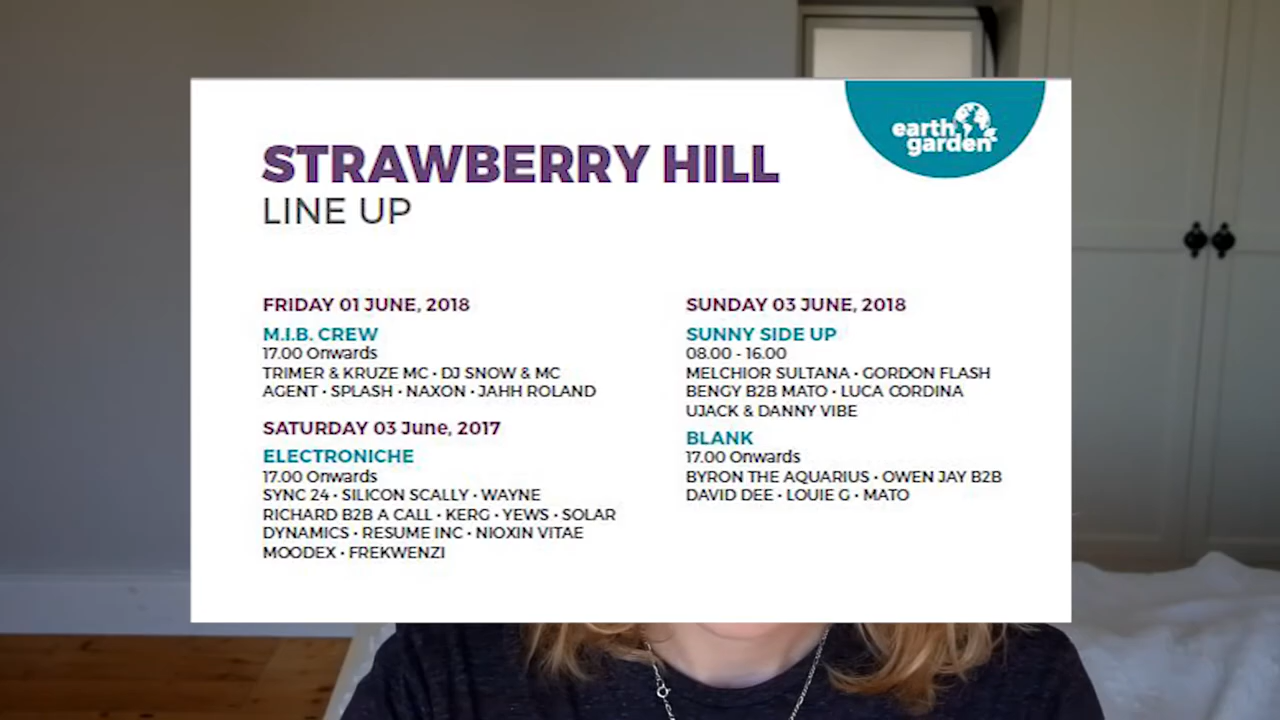 earth
garden
STRAWBERRY HILL
LINE UP
FRIDAY 01 JUNE, 2018
M.I.B. CREW
17.00 Onwards
TRIMER & KRUZE MC • DJ SNOW & MC
AGENT • SPLASH • NAXON • JAHH ROLAND
SATURDAY 03 June, 2017
ELECTRONICHE
17.00 Onwards
SYNC 24 • SILICON SCALLY • WAYNE
RICHARD B2B A CALL • KERG • YEWS • SOLAR
DYNAMICS • RESUME INC • NIOXIN VITAE
MOODEX • FREKWENZI
SUNDAY 03 JUNE, 2018
SUNNY SIDE UP
08.00 - 16.00
MELCHIOR SULTANA • GORDON FLASH
BENGY B2B MATO • LUCA CORDINA
UJACK & DANNY VIBE
BLANK
17.00 Onwards
BYRON THE AQUARIUS • OWEN JAY B2B
DAVID DEE • LOUIE G • MATO